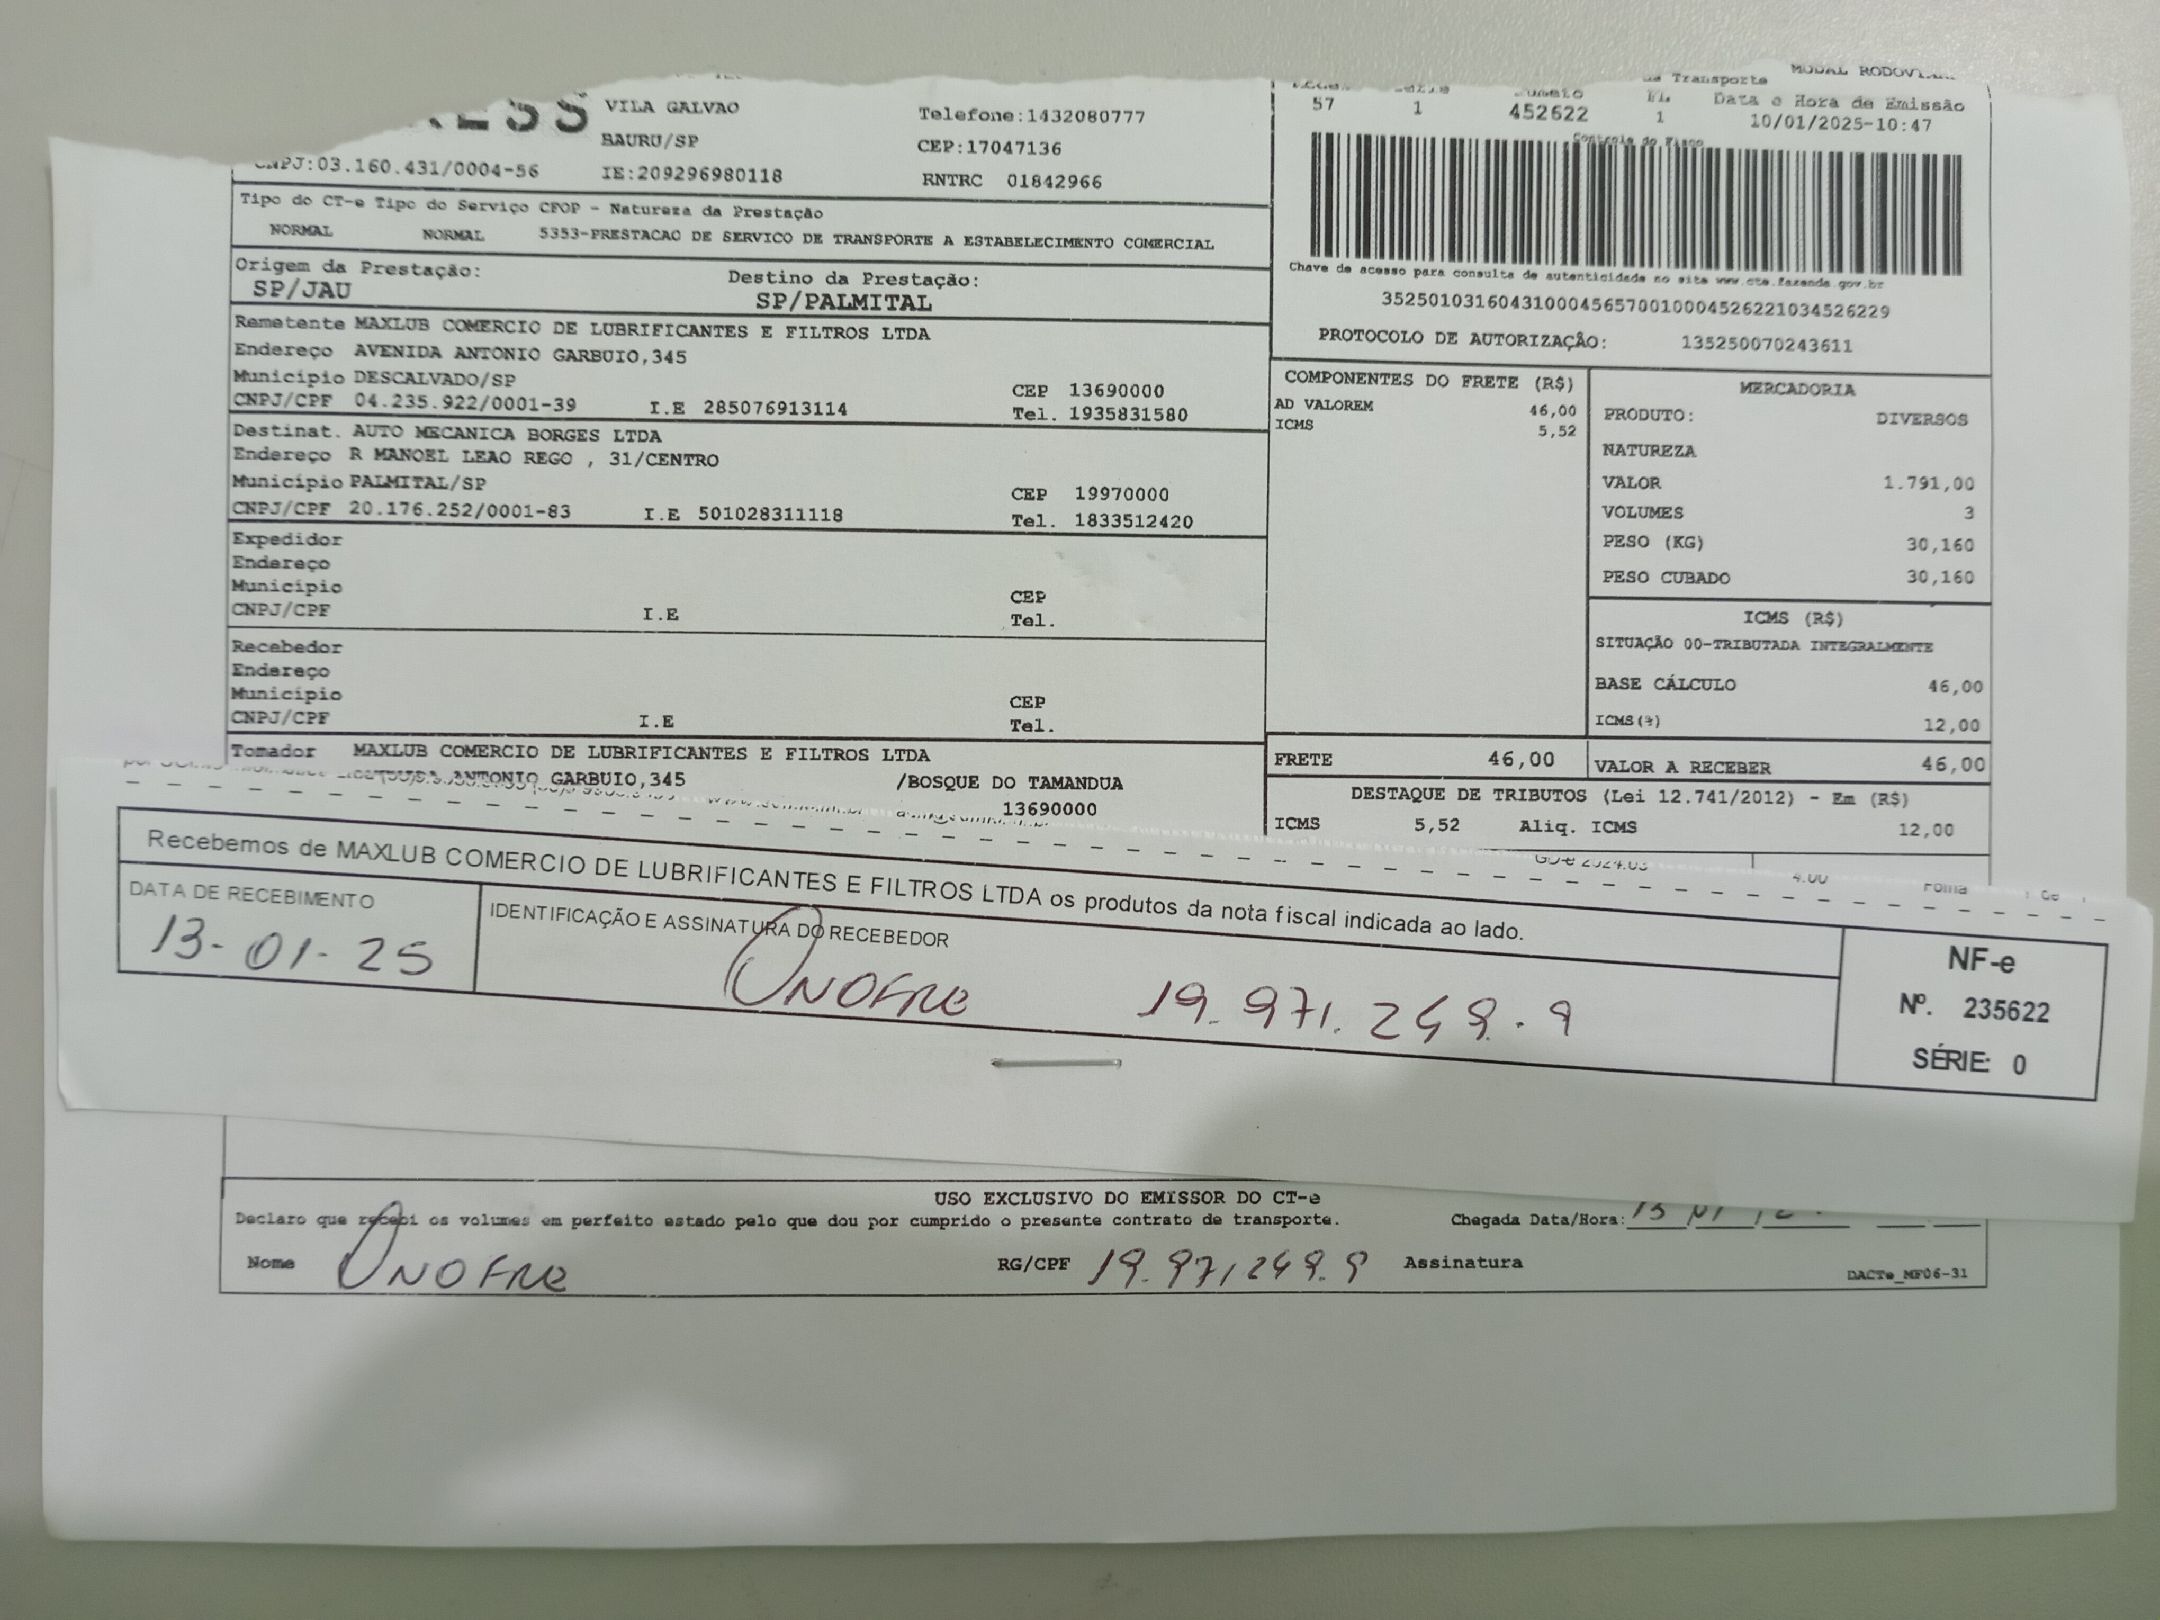 MODAL
Transporte
VILA GALVAO Telefone:1432080777 57 1 452622 1 Data e Hora de Emissão
BAURU/SP CEP:17047136 10/01/2025-10:47
CNPJ:03.160.431/0004-56 IE:209296980118 RNTRC 01842966
Controle do Fisco
Tipo do CT-e Tipo do Serviço CFOP - Natureza da Prestação
NORMAL NORMAL 5353-PRESTACAO DE SERVICO DE TRANSPORTE A ESTABELECIMENTO COMERCIAL
Origem da Prestação: Destino da Prestação:
SP/JAU SP/PALMITAL
Chave de acesso para consulta de autenticidade no site www.cte.fazenda.gov.br
35250103160431000456570010004526221034526229
PROTOCOLO DE AUTORIZAÇÃO: 135250070243611
Remetente MAXLUB COMERCIO DE LUBRIFICANTES E FILTROS LTDA
Endereço AVENIDA ANTONIO GARBUIO,345
Município DESCALVADO/SP CEP 13690000
CNPJ/CPF 04.235.922/0001-39 I.E 285076913114 Tel. 1935831580
Destinat. AUTO MECANICA BORGES LTDA
Endereço R MANOEL LEAO REGO , 31/CENTRO
Município PALMITAL/SP CEP 19970000
CNPJ/CPF 20.176.252/0001-83 I.E 501028311118 Tel. 1833512420
Expedidor
Endereço
Município CEP
CNPJ/CPF I.E Tel.
Recebedor
Endereço
Município CEP
CNPJ/CPF I.E Tel.
Tomador MAXLUB COMERCIO DE LUBRIFICANTES E FILTROS LTDA
ANTONIO GARBUIO,345 /BOSQUE DO TAMANDUA
13690000
COMPONENTES DO FRETE (R$)
AD VALOREM 46,00
ICMS 5,52
MERCADORIA
PRODUTO: DIVERSOS
NATUREZA
VALOR 1.791,00
VOLUMES 3
PESO (KG) 30,160
PESO CUBADO 30,160
ICMS (R$)
SITUAÇÃO 00-TRIBUTADA INTEGRALMENTE
BASE CÁLCULO 46,00
ICMS(%) 12,00
FRETE 46,00 VALOR A RECEBER 46,00
DESTAQUE DE TRIBUTOS (Lei 12.741/2012) - Em (R$)
ICMS 5,52 Aliq. ICMS 12,00
Recebemos de MAXLUB COMERCIO DE LUBRIFICANTES E FILTROS LTDA os produtos da nota fiscal indicada ao lado.
DATA DE RECEBIMENTO IDENTIFICAÇÃO E ASSINATURA DO RECEBEDOR
13-01-25 ONOFRE 19.971.249.9
NF-e
Nº. 235622
SÉRIE: 0
USO EXCLUSIVO DO EMISSOR DO CT-e
Declaro que recebi os volumes em perfeito estado pelo que dou por cumprido o presente contrato de transporte. Chegada Data/Hora:
Nome ONOFRE RG/CPF 19.971249.9 Assinatura
DACTe_MF06-31